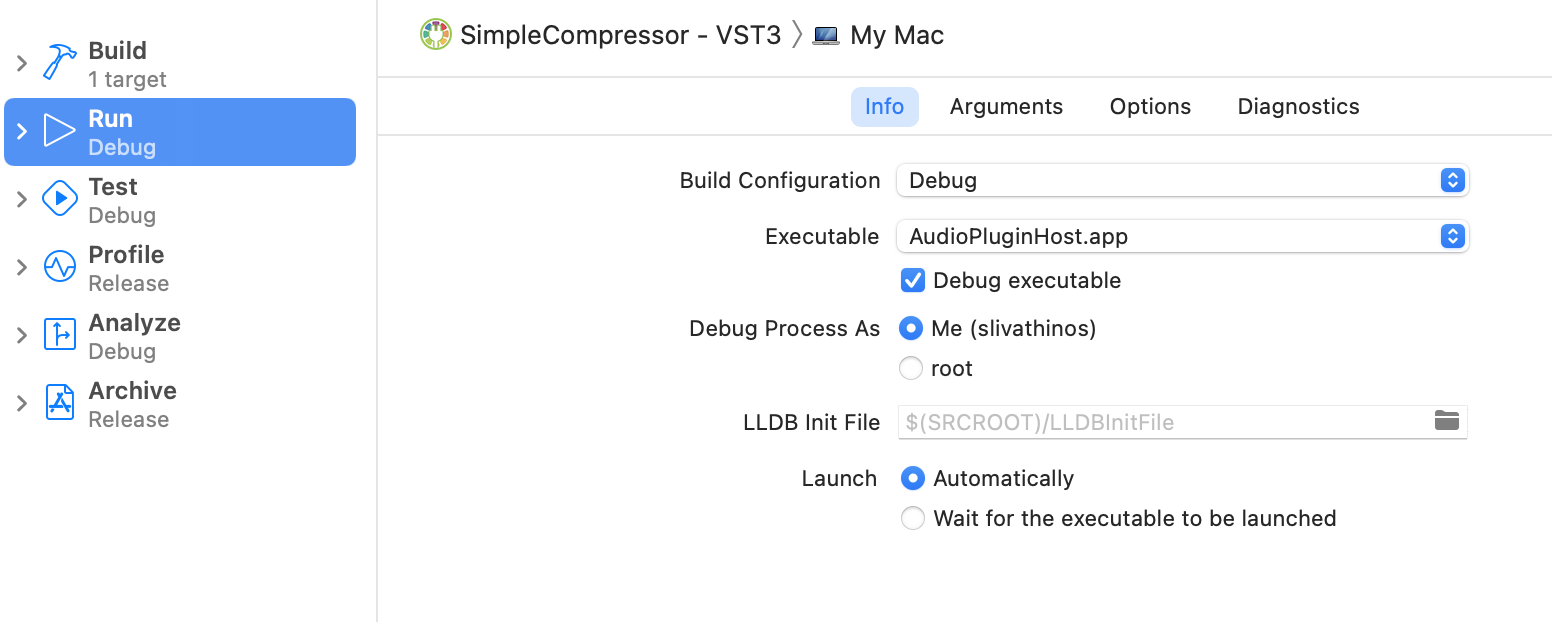 SimpleCompressor - VST3 〉 My Mac
Build
1 target
Run
Debug
Test
Debug
Profile
Release
Analyze
Debug
Archive
Release
Info Arguments Options Diagnostics
Build Configuration Debug
Executable AudioPluginHost.app
Debug executable
Debug Process As Me (slivathinos)
root
LLDB Init File $(SRCROOT)/LLDBInitFile
Launch Automatically
Wait for the executable to be launched